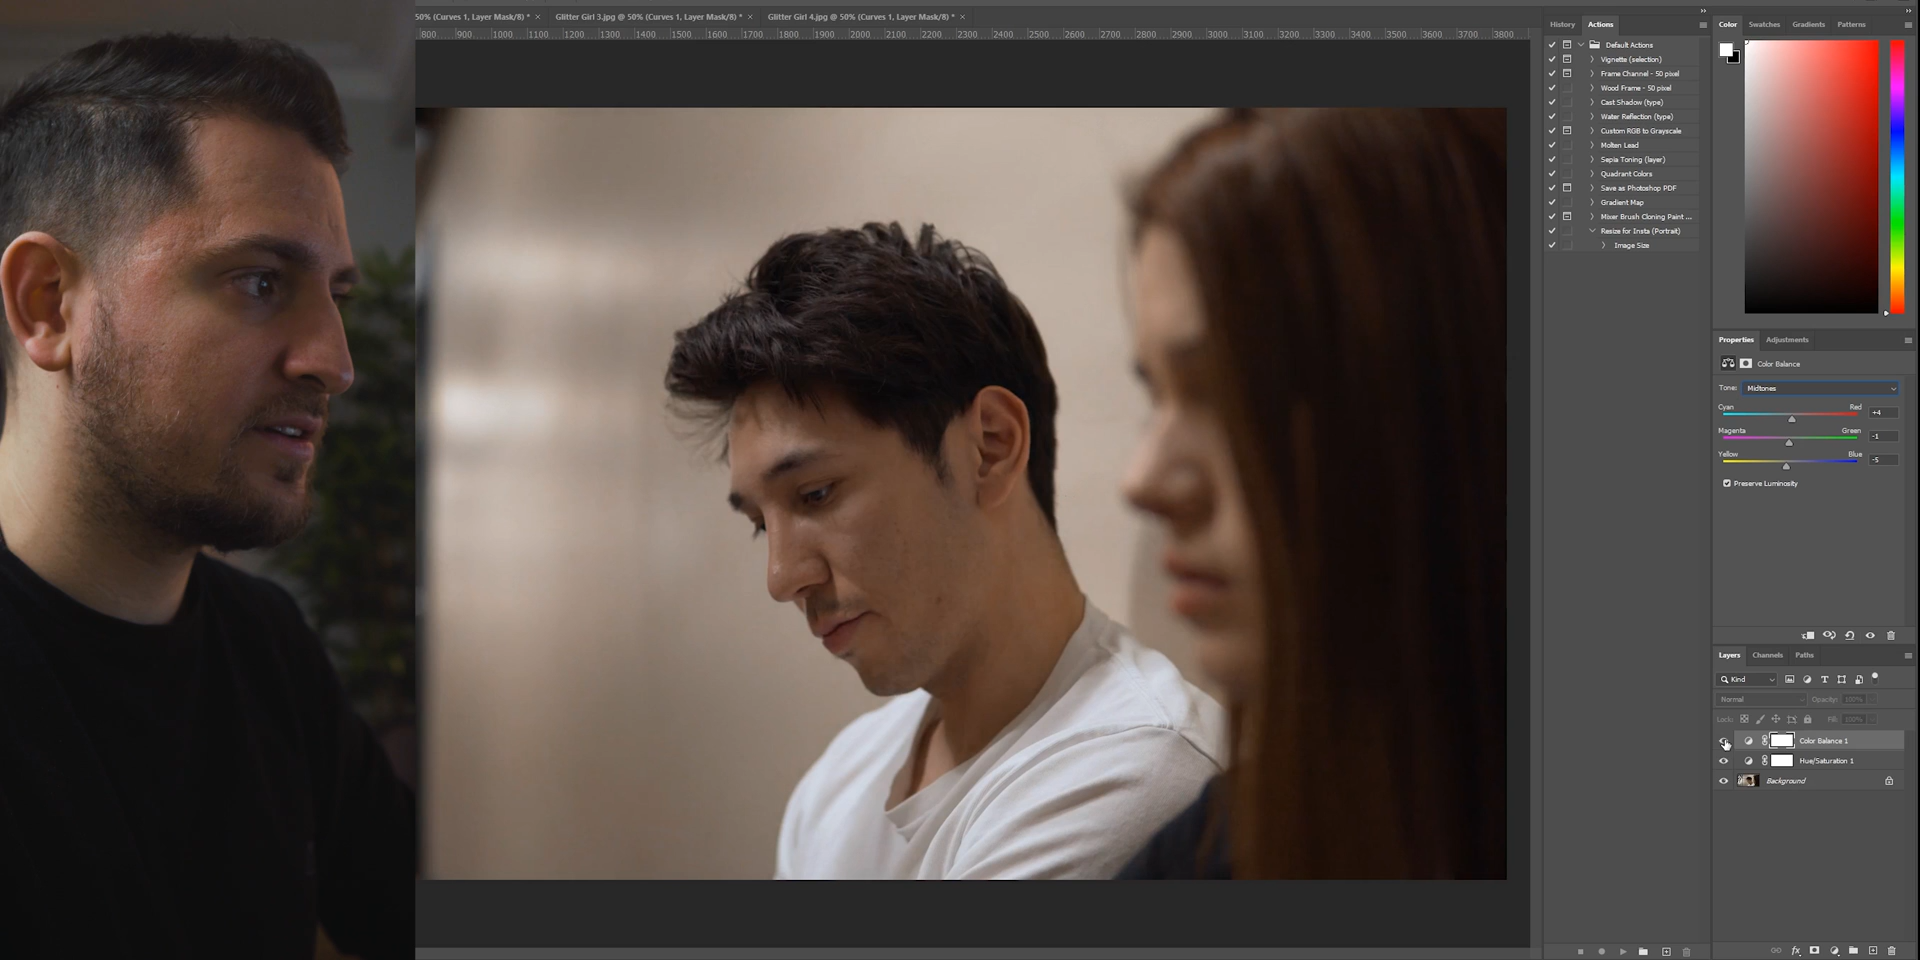 50% (Curves 1, Layer Mask/8) * × Glitter Girl 3.jpg @ 50% (Curves 1, Layer Mask/8) * × Glitter Girl 4.jpg @ 50% (Curves 1, Layer Mask/8) * ×
800 900 1000 1100 1200 1300 1400 1500 1600 1700 1800 1900 2000 2100 2200 2300 2400 2500 2600 2700 2800 2900 3000 3100 3200 3300 3400 3500 3600 3700 3800
History Actions
Default Actions
Vignette (selection)
Frame Channel - 50 pixel
Wood Frame - 50 pixel
Cast Shadow (type)
Water Reflection (type)
Custom RGB to Grayscale
Molten Lead
Sepia Toning (layer)
Quadrant Colors
Save as Photoshop PDF
Gradient Map
Mixer Brush Cloning Paint ...
Resize for Insta (Portrait)
Image Size
Color Swatches Gradients Patterns
Properties Adjustments
Color Balance
Tone: Midtones
Cyan Red +4
Magenta Green -1
Yellow Blue -5
Preserve Luminosity
Layers Channels Paths
Kind
Normal Opacity: 100%
Lock: Fill: 100%
Color Balance 1
Hue/Saturation 1
Background
fx